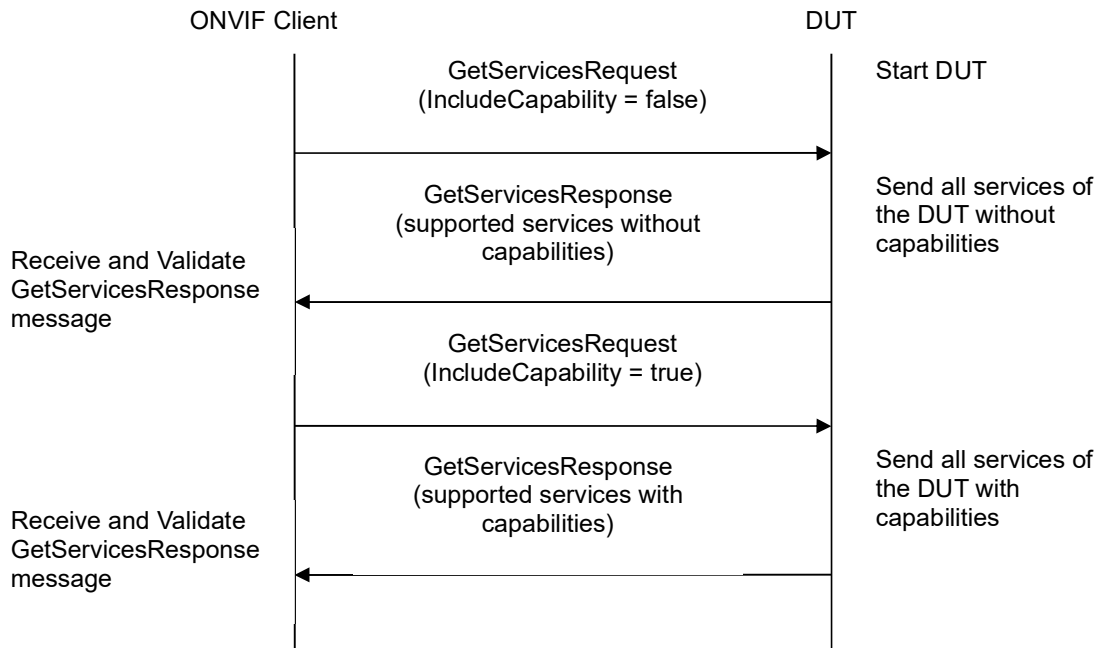 ONVIF Client
DUT
GetServicesRequest
(IncludeCapability = false)
Start DUT
GetServicesResponse
(supported services without
capabilities)
Send all services of
the DUT without
capabilities
Receive and Validate
GetServicesResponse
message
GetServicesRequest
(IncludeCapability = true)
GetServicesResponse
(supported services with
capabilities)
Send all services of
the DUT with
capabilities
Receive and Validate
GetServicesResponse
message